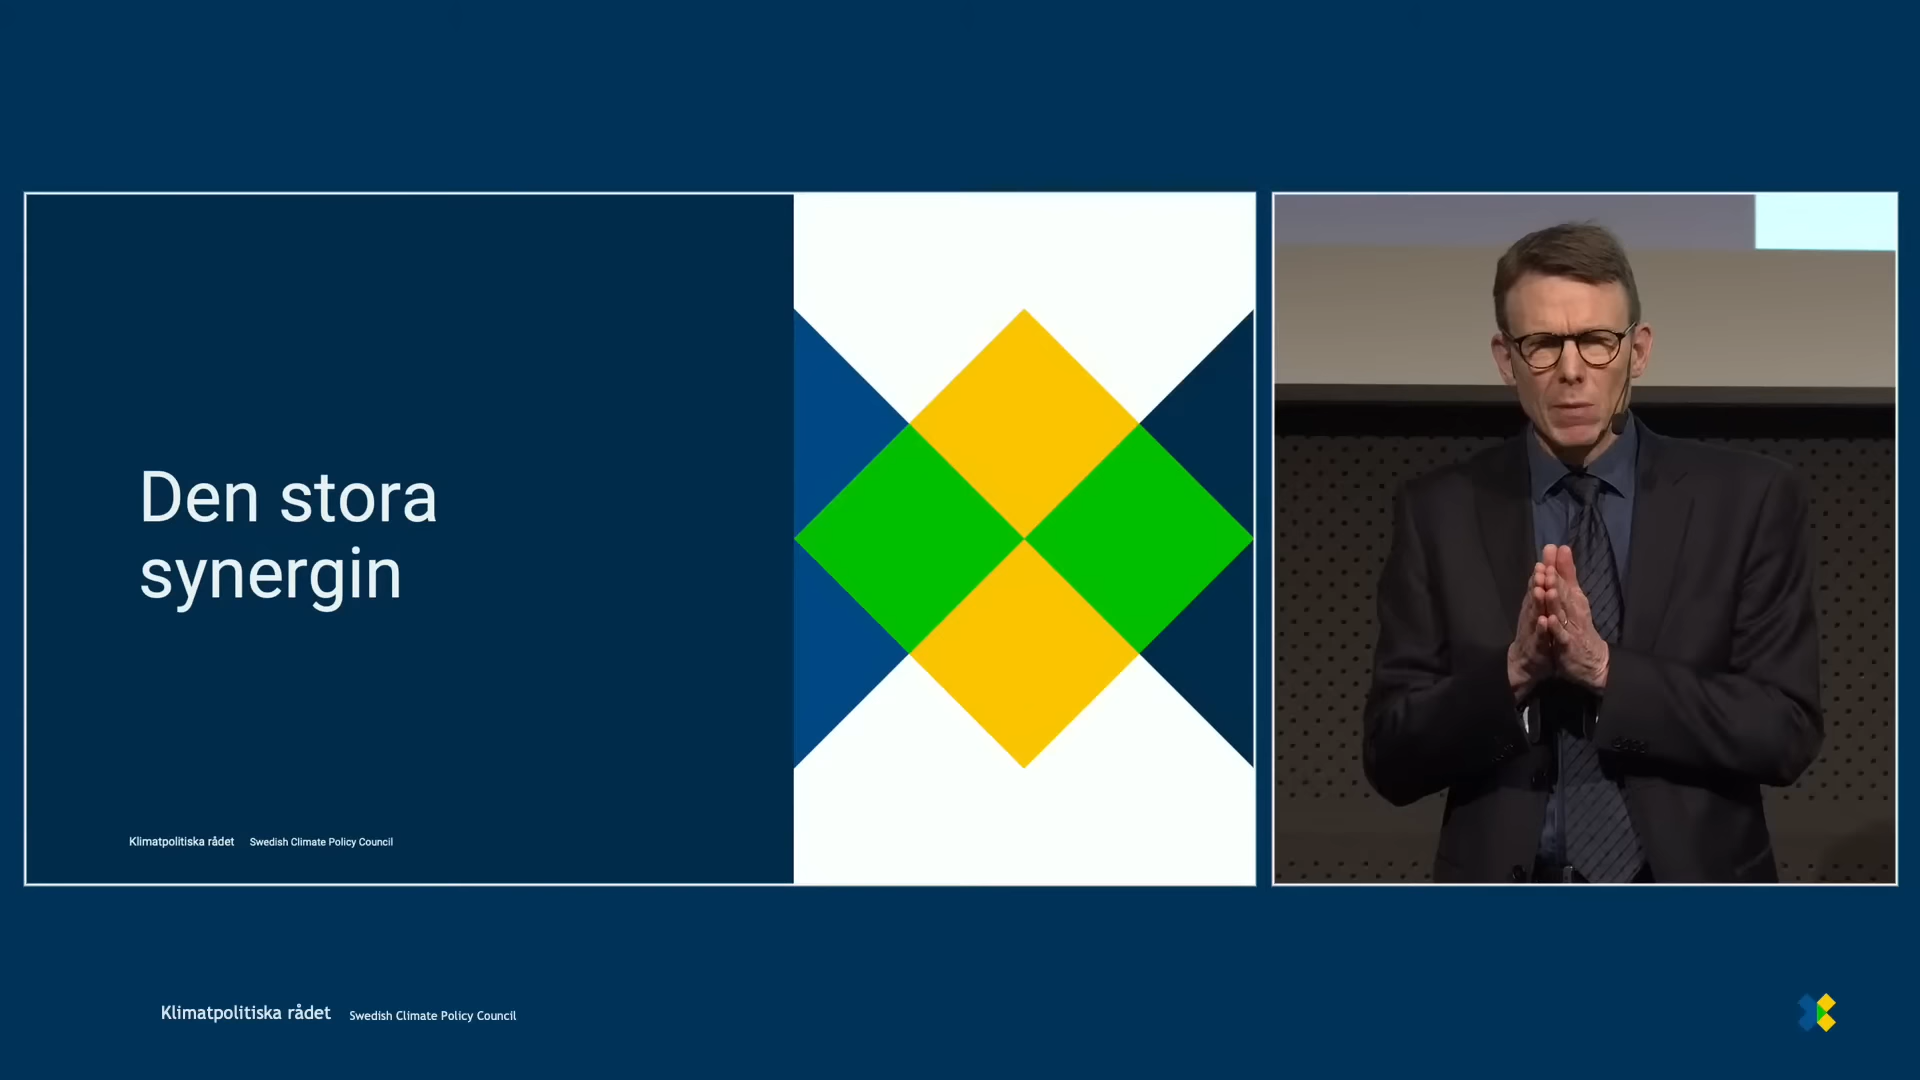 Den stora
synergin
Klimatpolitiska rådet Swedish Climate Policy Council
Klimatpolitiska rådet Swedish Climate Policy Council